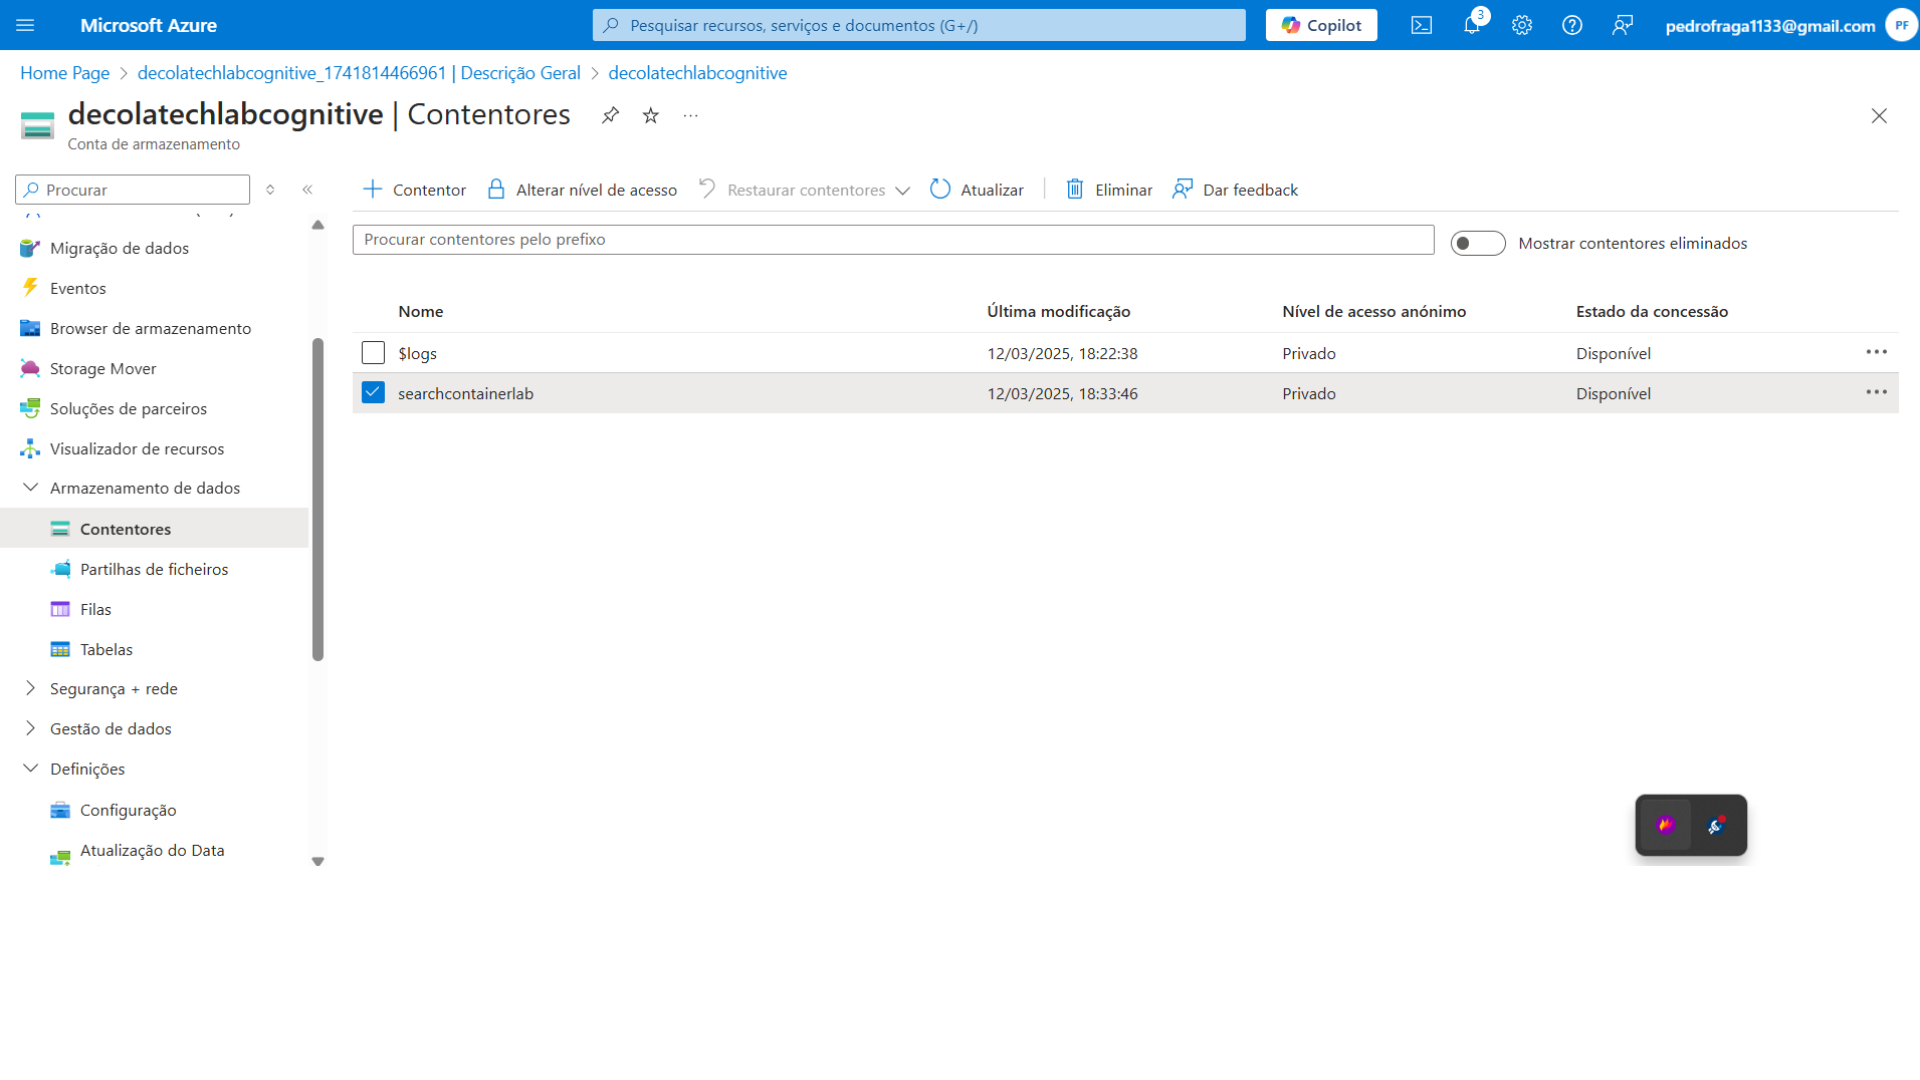 Microsoft Azure
Pesquisar recursos, serviços e documentos (G+/)
Copilot
3
pedrofraga1133@gmail.com
PF
Home Page
decolatechlabcognitive_1741814466961 | Descrição Geral
decolatechlabcognitive
decolatechlabcognitive | Contentores
Conta de armazenamento
Procurar
Contentor
Alterar nível de acesso
Restaurar contentores
Atualizar
Eliminar
Dar feedback
Procurar contentores pelo prefixo
Mostrar contentores eliminados
Migração de dados
Eventos
Browser de armazenamento
Storage Mover
Soluções de parceiros
Visualizador de recursos
Armazenamento de dados
Contentores
Partilhas de ficheiros
Filas
Tabelas
Segurança + rede
Gestão de dados
Definições
Configuração
Atualização do Data
Nome Última modificação Nível de acesso anónimo Estado da concessão
$logs 12/03/2025, 18:22:38 Privado Disponível
searchcontainerlab 12/03/2025, 18:33:46 Privado Disponível